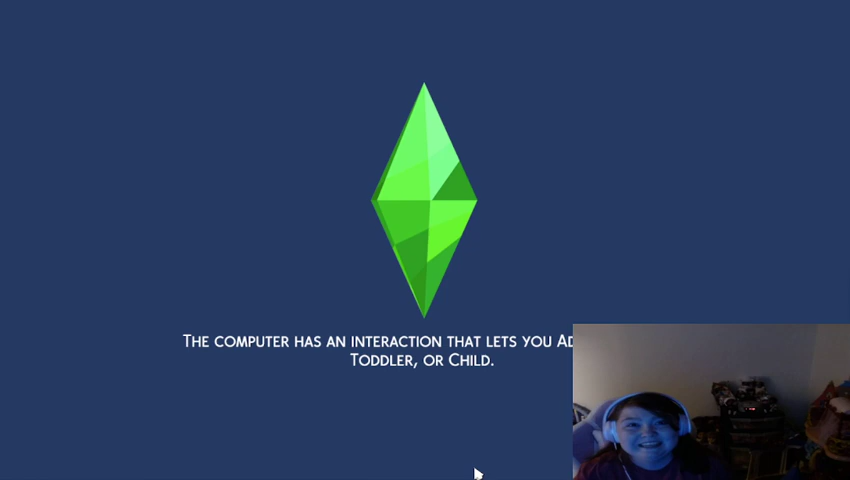 The computer has an interaction that lets you
Toddler, or Child.